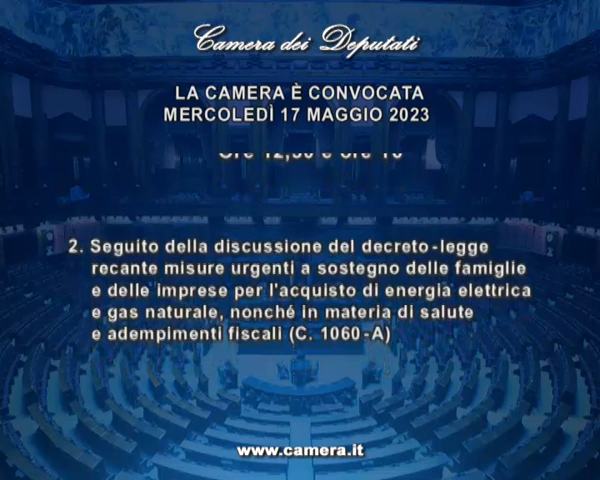 Camera dei Deputati
LA CAMERA È CONVOCATA
MERCOLEDÌ 17 MAGGIO 2023
2. Seguito della discussione del decreto-legge
recante misure urgenti a sostegno delle famiglie
e delle imprese per l'acquisto di energia elettrica
e gas naturale, nonché in materia di salute
e adempimenti fiscali (C. 1060-A)
www.camera.it